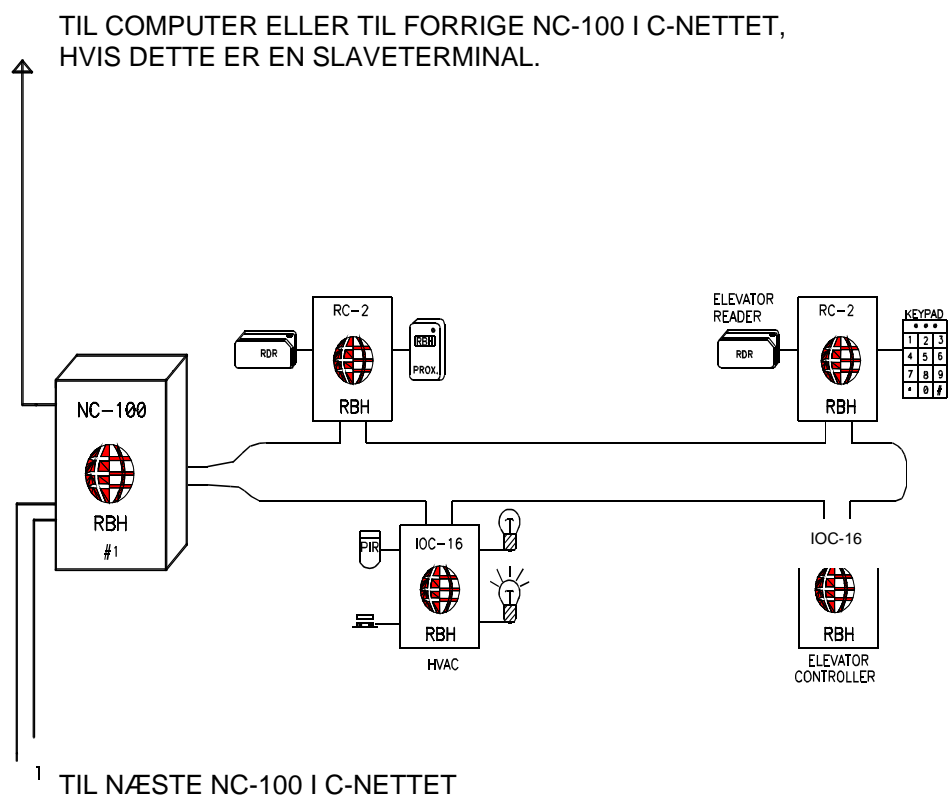 TIL COMPUTER ELLER TIL FORRIGE NC-100 I C-NETTET,
HVIS DETTE ER EN SLAVETERMINAL.
RC-2
RDR
RBH
PROX.
RBH
ELEVATOR
READER
RDR
RC-2
RBH
KEYPAD
1 2 3
4 5 6
7 8 9
* 0 #
NC-100
RBH
#1
PIR
IOC-16
RBH
HVAC
IOC-16
RBH
ELEVATOR
CONTROLLER
1
TIL NÆSTE NC-100 I C-NETTET